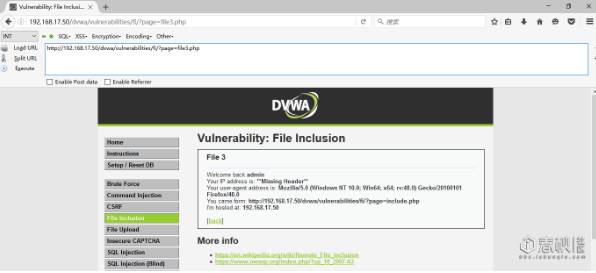 Vulnerability: File Inclusi...
192.168.17.50/dvwa/vulnerabilities/fi/?page=file3.php
搜索
INT
SQL- XSS- Encryption- Encoding- Other-
Load URL
http://192.168.17.50/dvwa/vulnerabilities/fi/?page=file3.php
Split URL
Execute
Enable Post data Enable Referrer
DVWA
Vulnerability: File Inclusion
Home
Instructions
Setup / Reset DB
Brute Force
Command Injection
CSRF
File Inclusion
File Upload
Insecure CAPTCHA
SQL Injection
SQL Injection (Blind)
File 3
Welcome back admin
Your IP address is: **Missing Header**
Your user-agent address is: Mozilla/5.0 (Windows NT 10.0; Win64; x64; rv:48.0) Gecko/20100101
Firefox/48.0
You came form: http://192.168.17.50/dvwa/vulnerabilities/fi/?page=include.php
I'm hosted at: 192.168.17.50
[back]
More info
https://en.wikipedia.org/wiki/Remote_File_Inclusion
https://www.owasp.org/index.php/Top_10_2007-A3